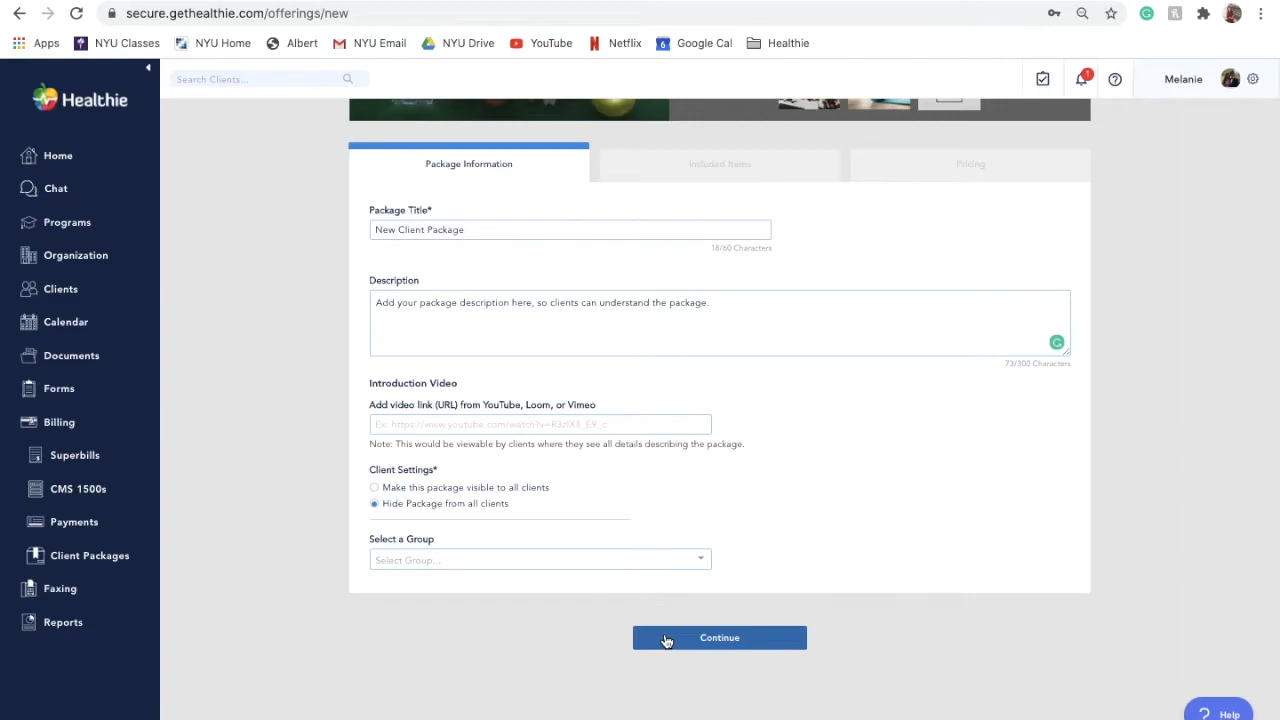 secure.gethealthie.com/offerings/new
Apps NYU Classes NYU Home Albert NYU Email NYU Drive YouTube Netflix 6 Google Cal Healthie
Healthie
Search Clients...
1
Melanie
Home
Chat
Programs
Organization
Clients
Calendar
Documents
Forms
Billing
Superbills
CMS 1500s
Payments
Client Packages
Faxing
Reports
Package Information
Included Items
Pricing
Package Title*
New Client Package
18/60 Characters
Description
Add your package description here, so clients can understand the package.
73/300 Characters
Introduction Video
Add video link (URL) from YouTube, Loom, or Vimeo
Note: This would be viewable by clients where they see all details describing the package.
Client Settings*
Make this package visible to all clients
Hide Package from all clients
Select a Group
Select Group...
Continue
? Help